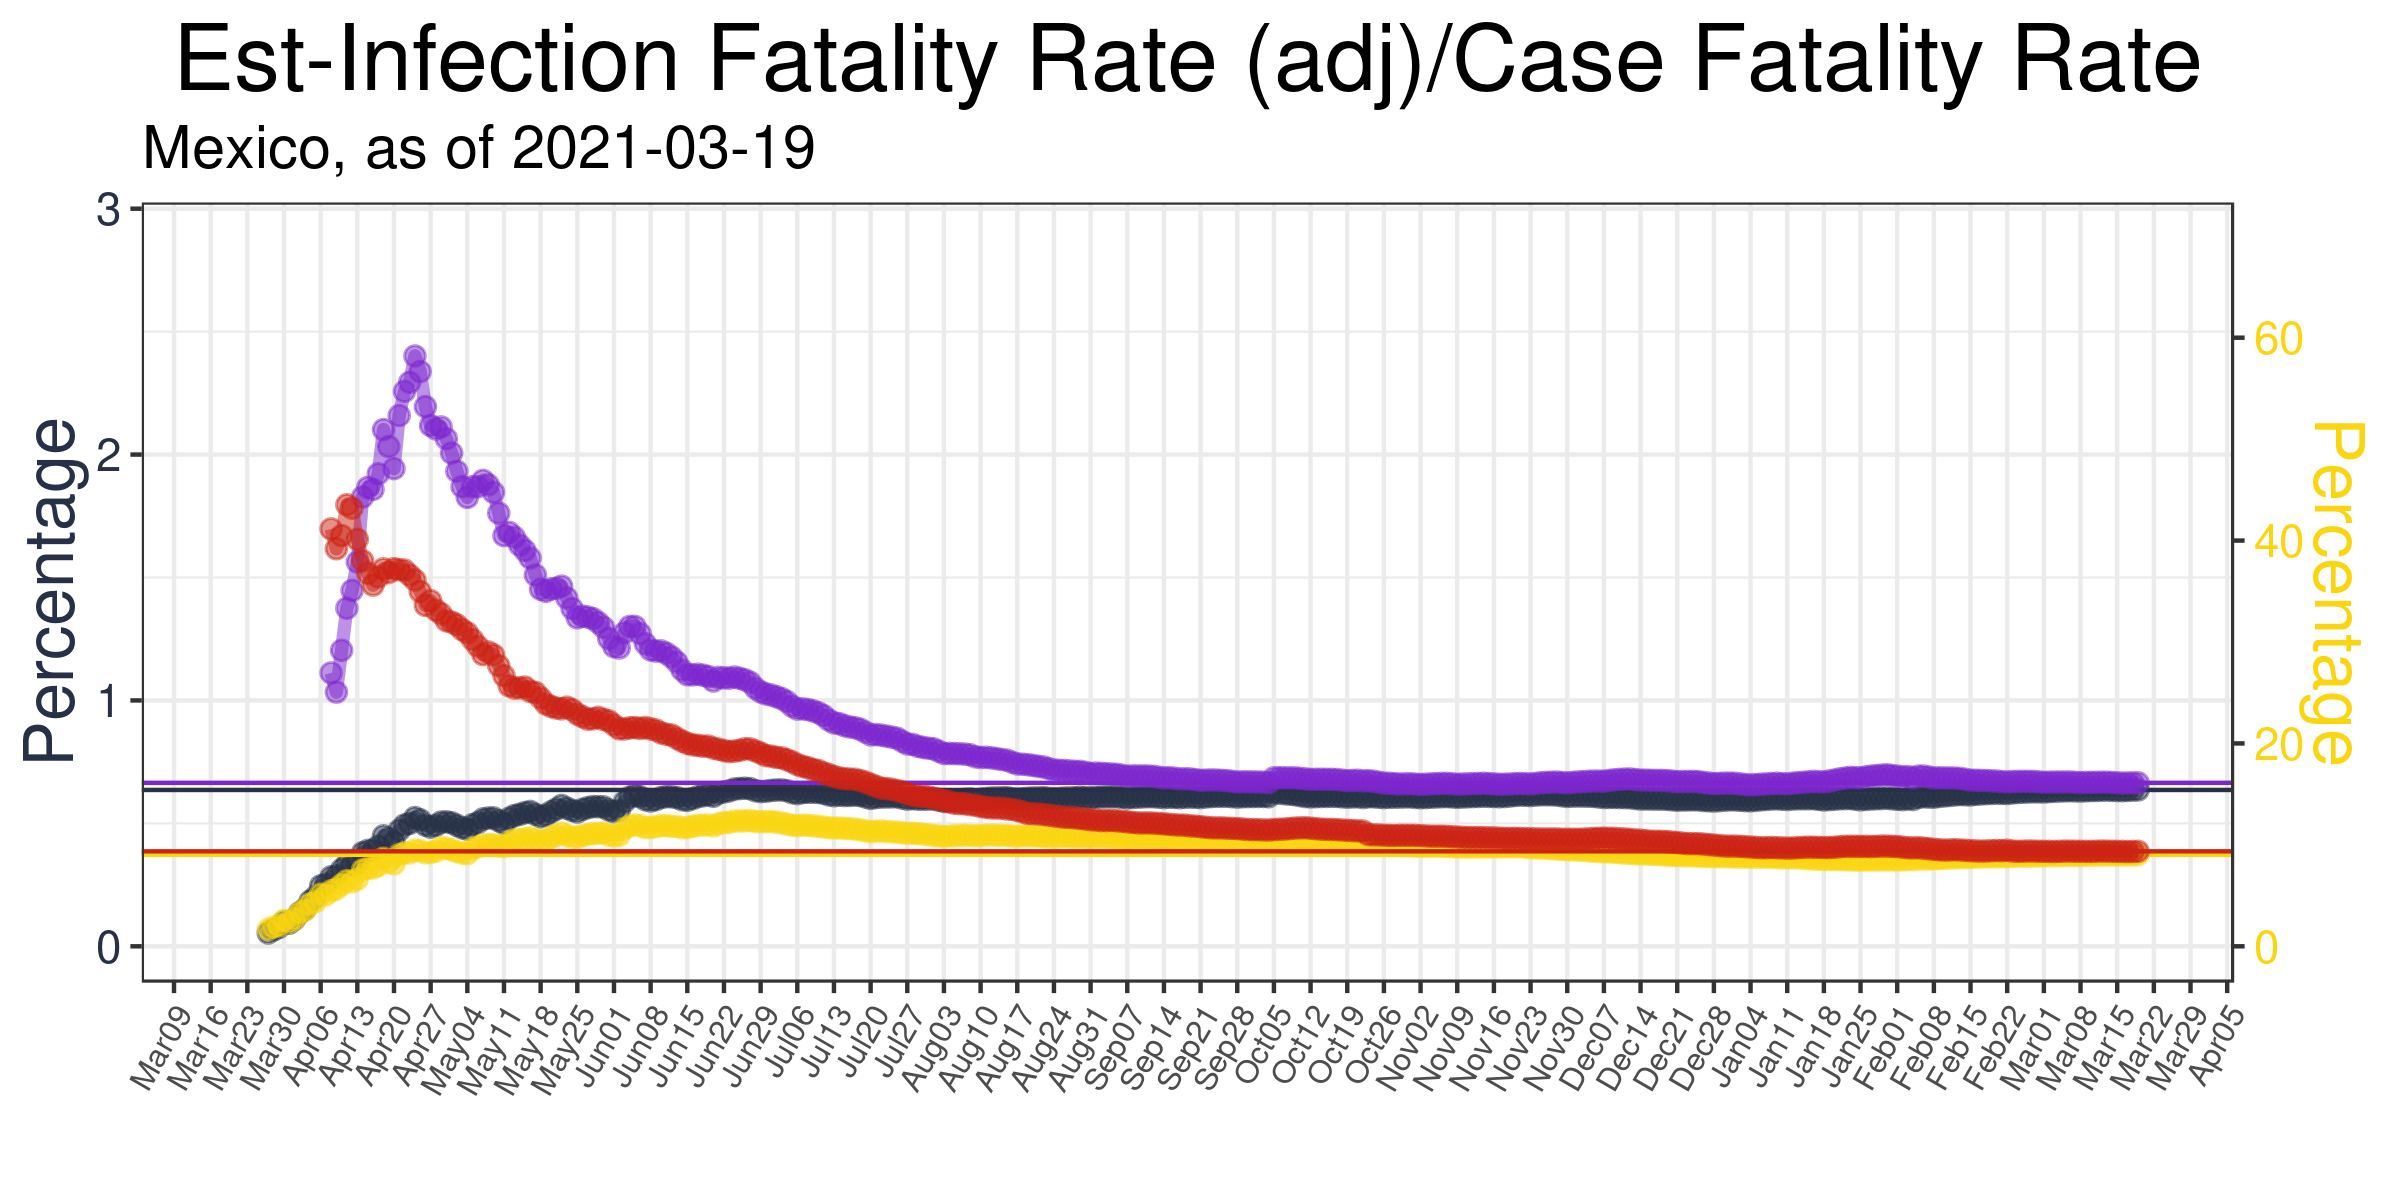 Est-Infection Fatality Rate (adj)/Case Fatality Rate
Mexico, as of 2021-03-19
Percentage
3
2
1
0
60
40
20
0
Percentage
Mar09
Mar16
Mar23
Mar30
Apr06
Apr13
Apr20
Apr27
May04
May11
May18
May25
Jun01
Jun08
Jun15
Jun22
Jun29
Jul06
Jul13
Jul20
Jul27
Aug03
Aug10
Aug17
Aug24
Aug31
Sep07
Sep14
Sep21
Sep28
Oct05
Oct12
Oct19
Oct26
Nov02
Nov09
Nov16
Nov23
Nov30
Dec07
Dec14
Dec21
Dec28
Jan04
Jan11
Jan18
Jan25
Feb01
Feb08
Feb15
Feb22
Mar01
Mar08
Mar15
Mar22
Mar29
Apr05